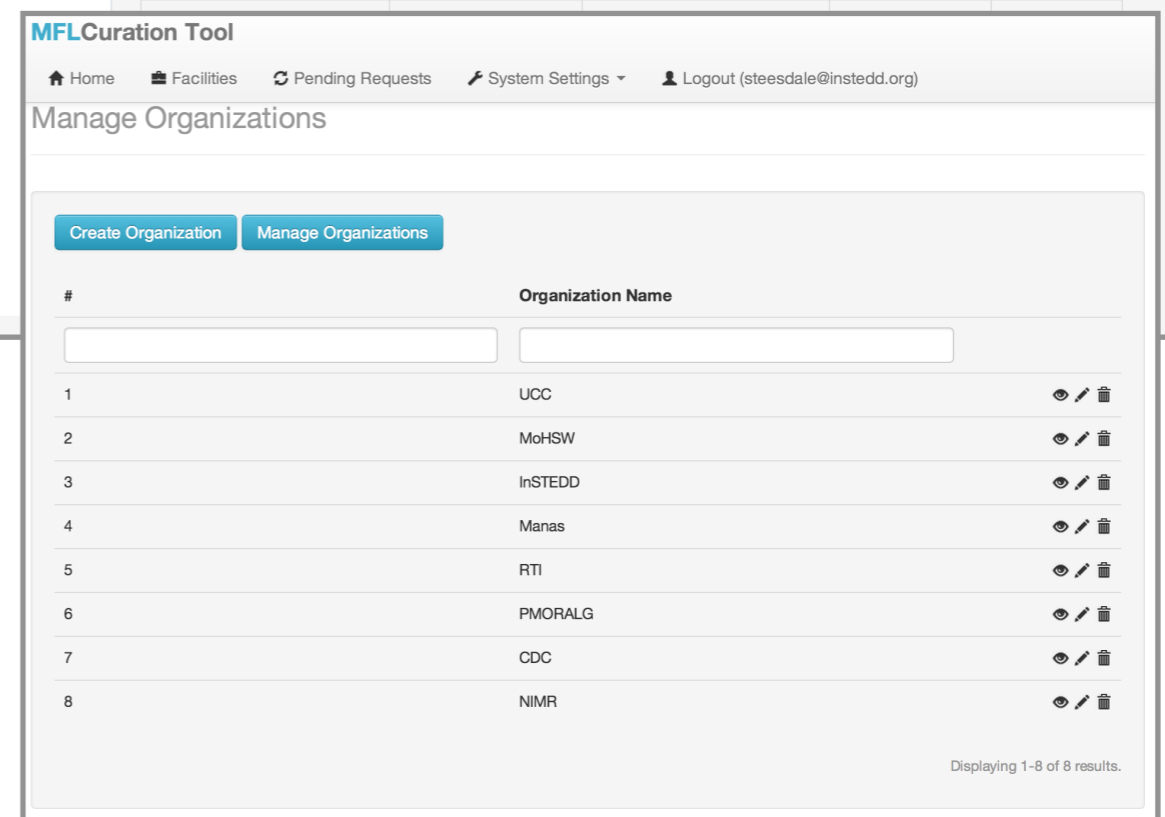 MFLCuration Tool
Home Facilities Pending Requests System Settings Logout (steesdale@instedd.org)
Manage Organizations
Create Organization Manage Organizations
# Organization Name
1 UCC
2 MoHSW
3 InSTEDD
4 Manas
5 RTI
6 PMORALG
7 CDC
8 NIMR
Displaying 1-8 of 8 results.